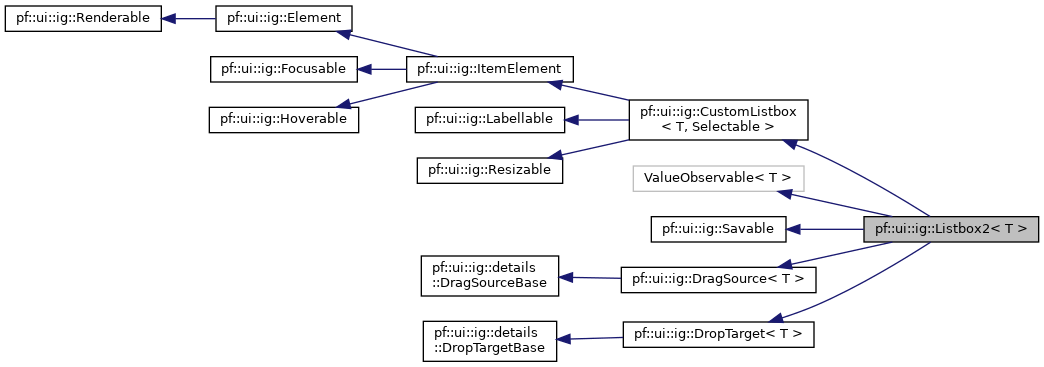 pf::ui::ig::Renderable
pf::ui::ig::Element
pf::ui::ig::Focusable
pf::ui::ig::ItemElement
pf::ui::ig::Hoverable
pf::ui::ig::Labellable
pf::ui::ig::CustomListbox
< T, Selectable >
pf::ui::ig::Resizable
ValueObservable< T >
pf::ui::ig::Savable
pf::ui::ig::Listbox2< T >
pf::ui::ig::details
::DragSourceBase
pf::ui::ig::DragSource< T >
pf::ui::ig::details
::DropTargetBase
pf::ui::ig::DropTarget< T >